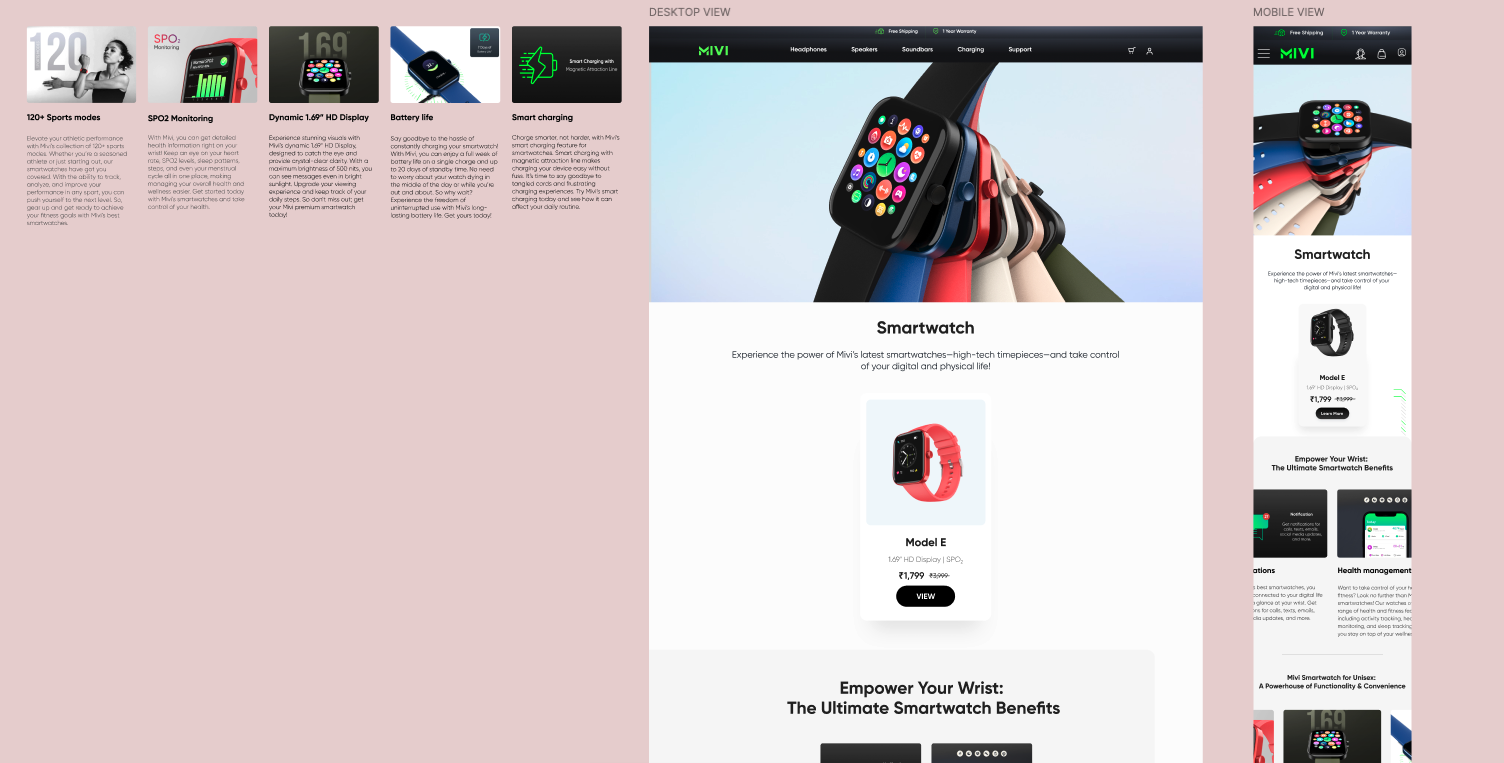 120
120+ Sports modes
Elevate your athletic performance
with Mivi's collection of 120+ sports
modes. Whether you're a seasoned
athlete or just starting out, our
smartwatches have got you
covered. With the ability to track,
analyze, and improve your
performance in any sport, you can
push yourself to the next level. So,
gear up and get ready to achieve
your fitness goals with Mivi's best
smartwatches.
SPO2
Monitoring
SPO2 Monitoring
With Mivi, you can get detailed
health information right on your
wrist! Keep an eye on your heart
rate, SPO2 levels, sleep patterns,
steps, and even your menstrual
cycle all in one place, making
managing your overall health and
wellness easier. Get started today
with Mivi's smartwatches and take
control of your health.
1.69"
Dynamic 1.69" HD Display
Experience stunning visuals with
Mivi's dynamic 1.69" HD Display,
designed to catch the eye and
provide crystal-clear clarity. With a
maximum brightness of 500 nits, you
can see messages even in bright
sunlight. Upgrade your viewing
experience and keep track of your
daily steps. So don't miss out; get
your Mivi premium smartwatch
today!
7 Days of
Battery life
Say goodbye to the hassle of
constantly charging your smartwatch!
With Mivi, you can enjoy a full week of
battery life on a single charge and up
to 20 days of standby time. No need
to worry about your watch dying in
the middle of the day or while you're
out and about. So why wait?
Experience the freedom of
uninterrupted use with Mivi's long-
lasting battery life. Get yours today!
Smart Charging with
Magnetic Attraction Line
Smart charging
Charge smarter, not harder, with Mivi's
smart charging feature for
smartwatches. Smart charging with
magnetic attraction line makes
charging your device easy without
fuss. It's time to say goodbye to
tangled cords and frustrating
charging experiences. Try Mivi's smart
charging today and see how it can
affect your daily routine.
DESKTOP VIEW
Free Shipping 1 Year Warranty
MIVI Headphones Speakers Soundbars Charging Support
Smartwatch
Experience the power of Mivi's latest smartwatches—high-tech timepieces—and take control
of your digital and physical life!
Model E
1.69" HD Display | SPO2
₹1,799 ₹3,999
VIEW
Empower Your Wrist:
The Ultimate Smartwatch Benefits
MOBILE VIEW
Free Shipping 1 Year Warranty
MIVI
Smartwatch
Experience the power of Mivi's latest smartwatches—
high-tech timepieces—and take control of your
digital and physical life!
Model E
1.69" HD Display | SPO2
₹1,799 ₹3,999
Learn More
Empower Your Wrist:
The Ultimate Smartwatch Benefits
Notification
Get notifications for
calls, texts, emails,
social media updates,
and more.
ations
s best smartwatches, you
connected to your digital life
glance at your wrist. Get
ns for calls, texts, emails,
dia updates, and more.
Health management
Want to take control of your h
fitness? Look no further than M
smartwatches! Our watches o
range of health and fitness fea
including activity tracking, hea
monitoring, and sleep tracking
you stay on top of your wellne
Mivi Smartwatch for Unisex:
A Powerhouse of Functionality & Convenience
1.69